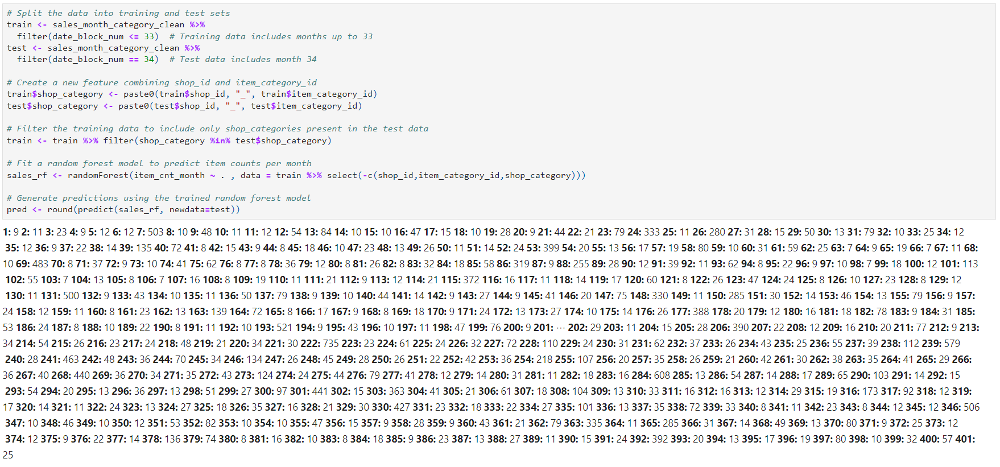 # Split the data into training and test sets
train <- sales_month_category_clean %>%
  filter(date_block_num <= 33)  # Training data includes months up to 33
test <- sales_month_category_clean %>%
  filter(date_block_num == 34)  # Test data includes month 34
# Create a new feature combining shop_id and item_category_id
train$shop_category <- paste0(train$shop_id, "_", train$item_category_id)
test$shop_category <- paste0(test$shop_id, "_", test$item_category_id)
# Filter the training data to include only shop_categories present in the test data
train <- train %>% filter(shop_category %in% test$shop_category)
# Fit a random forest model to predict item counts per month
sales_rf <- randomForest(item_cnt_month ~ . , data = train %>% select(-c(shop_id,item_category_id,shop_category)))
# Generate predictions using the trained random forest model
pred <- round(predict(sales_rf, newdata=test))
1: 9 2: 11 3: 23 4: 9 5: 12 6: 12 7: 503 8: 10 9: 48 10: 11 11: 12 12: 54 13: 84 14: 10 15: 10 16: 47 17: 15 18: 10 19: 28 20: 9 21: 44 22: 21 23: 79 24: 333 25: 11 26: 280 27: 31 28: 15 29: 50 30: 13 31: 79 32: 10 33: 25 34: 12
35: 12 36: 9 37: 22 38: 14 39: 135 40: 72 41: 8 42: 15 43: 9 44: 8 45: 18 46: 10 47: 23 48: 13 49: 26 50: 11 51: 14 52: 24 53: 399 54: 20 55: 13 56: 17 57: 19 58: 80 59: 10 60: 31 61: 59 62: 25 63: 7 64: 9 65: 19 66: 7 67: 11 68:
10 69: 483 70: 8 71: 37 72: 9 73: 10 74: 41 75: 62 76: 8 77: 8 78: 36 79: 12 80: 8 81: 26 82: 8 83: 32 84: 18 85: 58 86: 319 87: 9 88: 255 89: 28 90: 12 91: 39 92: 11 93: 62 94: 8 95: 22 96: 9 97: 10 98: 7 99: 18 100: 12 101: 113
102: 55 103: 7 104: 13 105: 8 106: 7 107: 16 108: 8 109: 19 110: 11 111: 21 112: 9 113: 12 114: 21 115: 372 116: 16 117: 11 118: 14 119: 17 120: 60 121: 8 122: 26 123: 47 124: 24 125: 8 126: 10 127: 23 128: 8 129: 12
130: 11 131: 500 132: 9 133: 43 134: 10 135: 11 136: 50 137: 79 138: 9 139: 10 140: 44 141: 14 142: 9 143: 27 144: 9 145: 41 146: 20 147: 75 148: 330 149: 11 150: 285 151: 30 152: 14 153: 46 154: 13 155: 79 156: 9 157:
24 158: 12 159: 11 160: 8 161: 23 162: 13 163: 139 164: 72 165: 8 166: 17 167: 9 168: 8 169: 18 170: 9 171: 24 172: 13 173: 27 174: 10 175: 14 176: 26 177: 388 178: 20 179: 12 180: 16 181: 18 182: 78 183: 9 184: 31 185:
53 186: 24 187: 8 188: 10 189: 22 190: 8 191: 11 192: 10 193: 521 194: 9 195: 43 196: 10 197: 11 198: 47 199: 76 200: 9 201: ⋯ 202: 29 203: 11 204: 15 205: 28 206: 390 207: 22 208: 12 209: 16 210: 20 211: 77 212: 9 213:
34 214: 54 215: 26 216: 23 217: 24 218: 48 219: 21 220: 34 221: 30 222: 735 223: 23 224: 61 225: 24 226: 32 227: 72 228: 110 229: 24 230: 31 231: 62 232: 37 233: 26 234: 43 235: 25 236: 55 237: 39 238: 112 239: 579
240: 28 241: 463 242: 48 243: 36 244: 70 245: 34 246: 134 247: 26 248: 45 249: 28 250: 26 251: 22 252: 42 253: 36 254: 218 255: 107 256: 20 257: 35 258: 26 259: 21 260: 42 261: 30 262: 38 263: 35 264: 41 265: 29 266:
36 267: 40 268: 440 269: 36 270: 34 271: 35 272: 43 273: 124 274: 24 275: 44 276: 79 277: 41 278: 12 279: 14 280: 31 281: 11 282: 18 283: 16 284: 608 285: 13 286: 54 287: 14 288: 17 289: 65 290: 103 291: 14 292: 15
293: 54 294: 20 295: 13 296: 36 297: 13 298: 51 299: 27 300: 97 301: 441 302: 15 303: 363 304: 41 305: 21 306: 61 307: 18 308: 104 309: 13 310: 33 311: 16 312: 16 313: 12 314: 29 315: 19 316: 173 317: 92 318: 12 319:
17 320: 14 321: 11 322: 24 323: 13 324: 27 325: 18 326: 35 327: 16 328: 21 329: 30 330: 427 331: 23 332: 18 333: 22 334: 27 335: 101 336: 13 337: 35 338: 72 339: 33 340: 8 341: 11 342: 23 343: 8 344: 12 345: 12 346: 506
347: 10 348: 46 349: 10 350: 12 351: 53 352: 82 353: 10 354: 10 355: 47 356: 15 357: 9 358: 28 359: 9 360: 43 361: 21 362: 79 363: 335 364: 11 365: 285 366: 31 367: 14 368: 49 369: 13 370: 80 371: 9 372: 25 373: 12
374: 12 375: 9 376: 22 377: 14 378: 136 379: 74 380: 8 381: 16 382: 10 383: 8 384: 18 385: 9 386: 23 387: 13 388: 27 389: 11 390: 15 391: 24 392: 392 393: 20 394: 13 395: 17 396: 19 397: 80 398: 10 399: 32 400: 57 401:
25